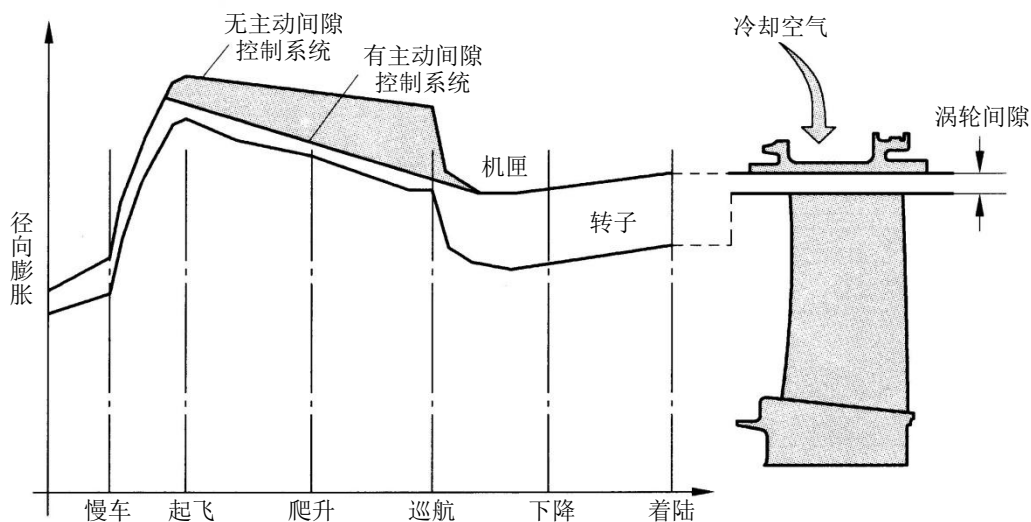 无主动间隙
控制系统
有主动间隙
控制系统
冷却空气
涡轮间隙
机匣
转子
径向膨胀
慢车
起飞
爬升
巡航
下降
着陆